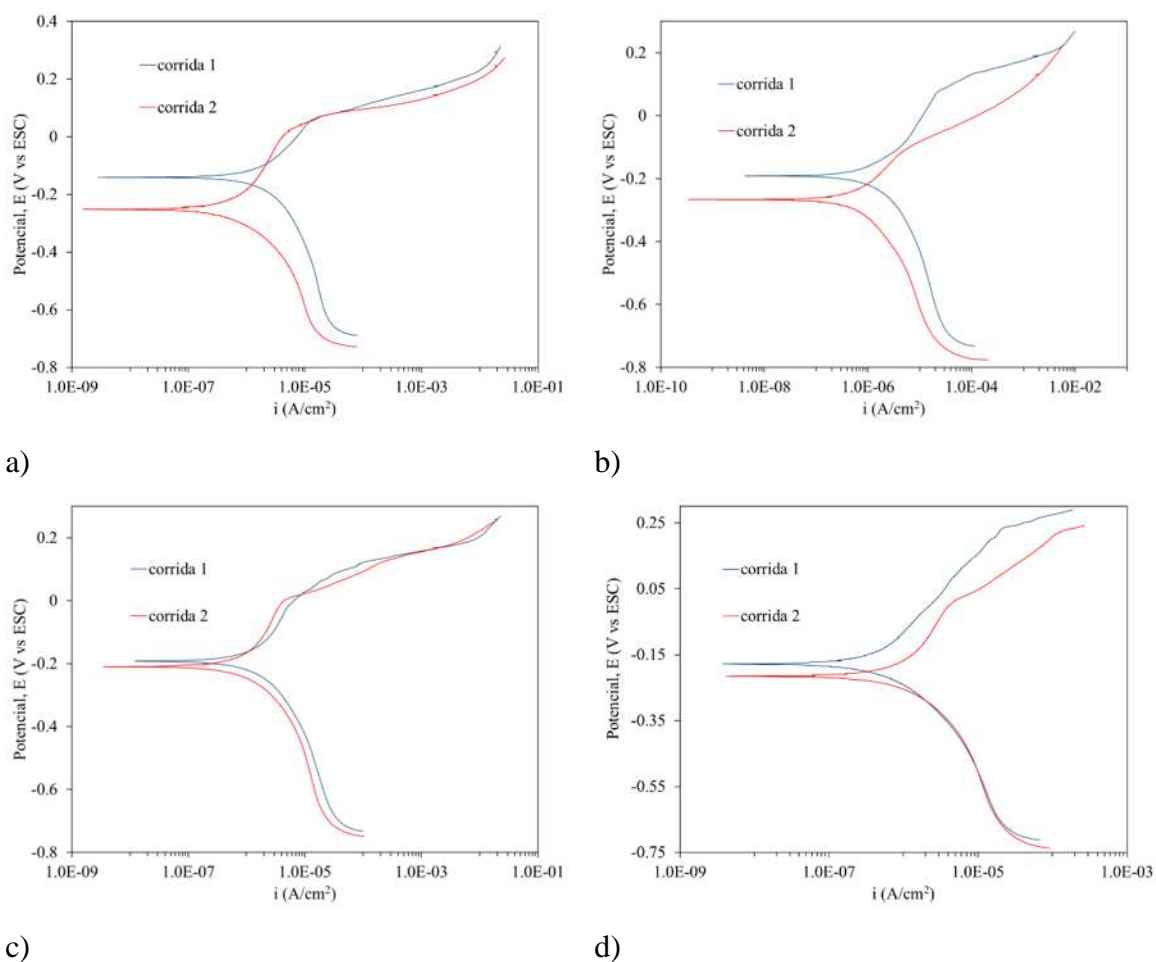 0.4
0.2
0
-0.2
-0.4
-0.6
-0.8
Potencial, E (V vs ESC)
corrida 1
corrida 2
1.0E-09
1.0E-07
1.0E-05
1.0E-03
1.0E-01
i (A/cm²)
a)
0.2
0
-0.2
-0.4
-0.6
-0.8
Potencial, E (V vs ESC)
corrida 1
corrida 2
1.0E-10
1.0E-08
1.0E-06
1.0E-04
1.0E-02
i (A/cm²)
b)
0.2
0
-0.2
-0.4
-0.6
-0.8
Potencial, E (V vs ESC)
corrida 1
corrida 2
1.0E-09
1.0E-07
1.0E-05
1.0E-03
1.0E-01
i (A/cm²)
c)
0.25
0.05
-0.15
-0.35
-0.55
-0.75
Potencial, E (V vs ESC)
corrida 1
corrida 2
1.0E-09
1.0E-07
1.0E-05
1.0E-03
i (A/cm²)
d)